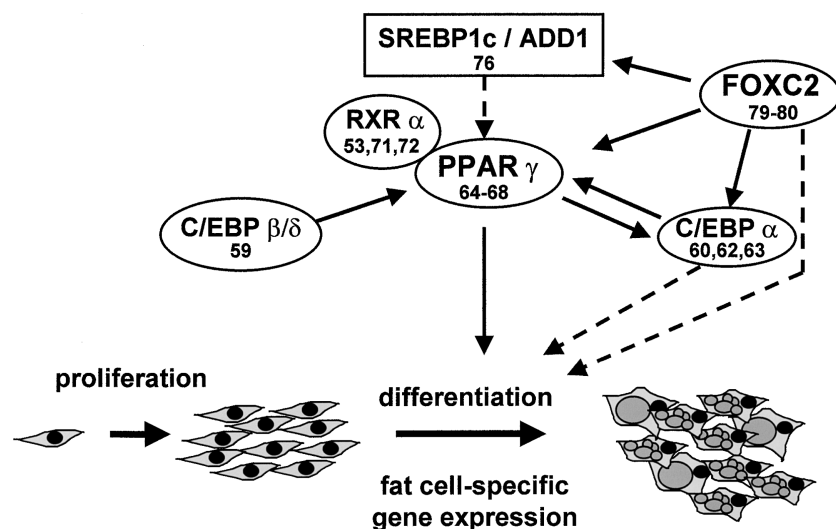 SREBP1c / ADD1
76
FOXC2
79-80
RXR α
53,71,72
PPAR γ
64-68
C/EBP β/δ
59
C/EBP α
60,62,63
proliferation
differentiation
fat cell-specific
gene expression